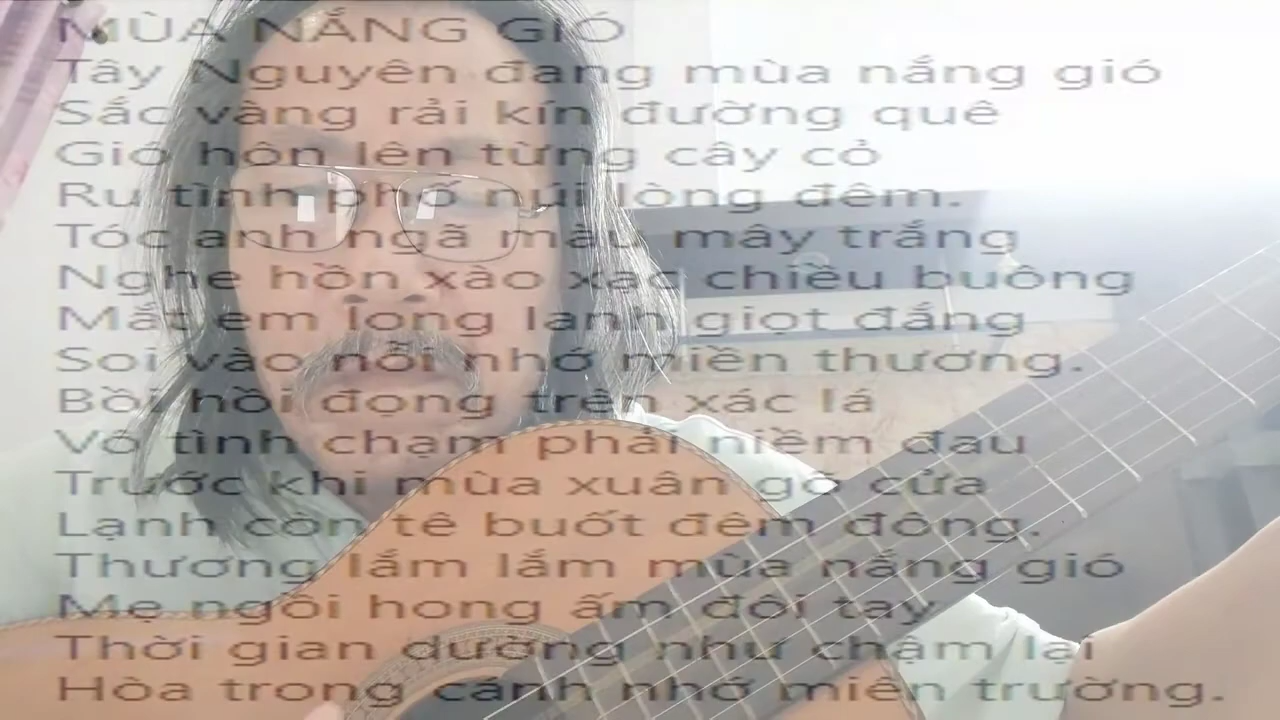 MÙA NẮNG GIÓ
Tây Nguyên đang mùa nắng gió
Sắc vàng rải kín đường quê
Gió hôn lên từng cây cỏ
Ru tình phố núi lòng đêm.
Tóc anh ngã màu mây trắng
Nghe hồn xào xạc chiều buông
Mắt em long lanh giọt đắng
Soi vào nỗi nhớ miền thương.
Bồi hồi đọng trên xác lá
Vô tình chạm phải niềm đau
Trước khi mùa xuân gõ cửa
Lạnh còn tê buốt đêm đông.
Thương lắm lắm mùa nắng gió
Mẹ ngồi hong ấm đôi tay
Thời gian dường như chậm lại
Hòa trong cánh nhớ miên trường.